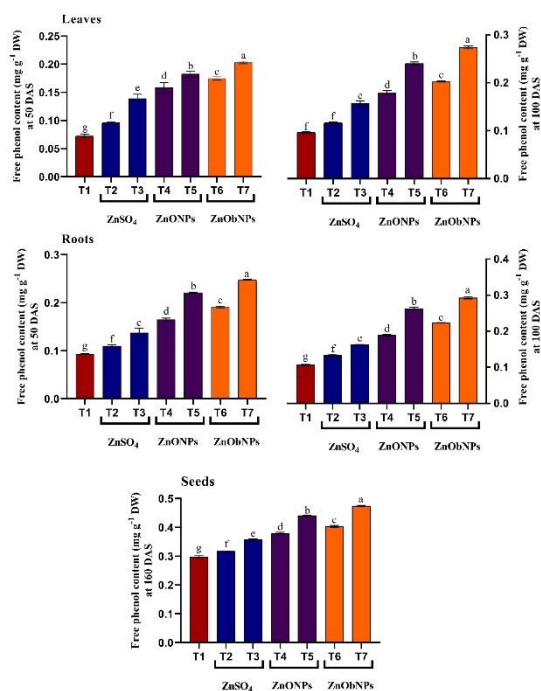 Leaves
Free phenol content (mg g-1 DW)
at 50 DAS
0.25
0.20
0.15
0.10
0.05
0.00
g f e d b c a
T1 T2 T3 T4 T5 T6 T7
ZnSO4 ZnONPs ZnObNPs
Free phenol content (mg g-1 DW)
at 100 DAS
0.3
0.2
0.1
0.0
d b c a
T1 T2 T3 T4 T5 T6 T7
ZnSO4 ZnONPs ZnObNPs
Roots
Free phenol content (mg g-1 DW)
at 50 DAS
0.3
0.2
0.1
0.0
g f e d b c a
T1 T2 T3 T4 T5 T6 T7
ZnSO4 ZnONPs ZnObNPs
Free phenol content (mg g-1 DW)
at 100 DAS
0.4
0.3
0.2
0.1
0.0
g f e d b c a
T1 T2 T3 T4 T5 T6 T7
ZnSO4 ZnONPs ZnObNPs
Seeds
Free phenol content (mg g-1 DW)
at 160 DAS
0.5
0.4
0.3
0.2
0.1
0.0
g f e d b c a
T1 T2 T3 T4 T5 T6 T7
ZnSO4 ZnONPs ZnObNPs